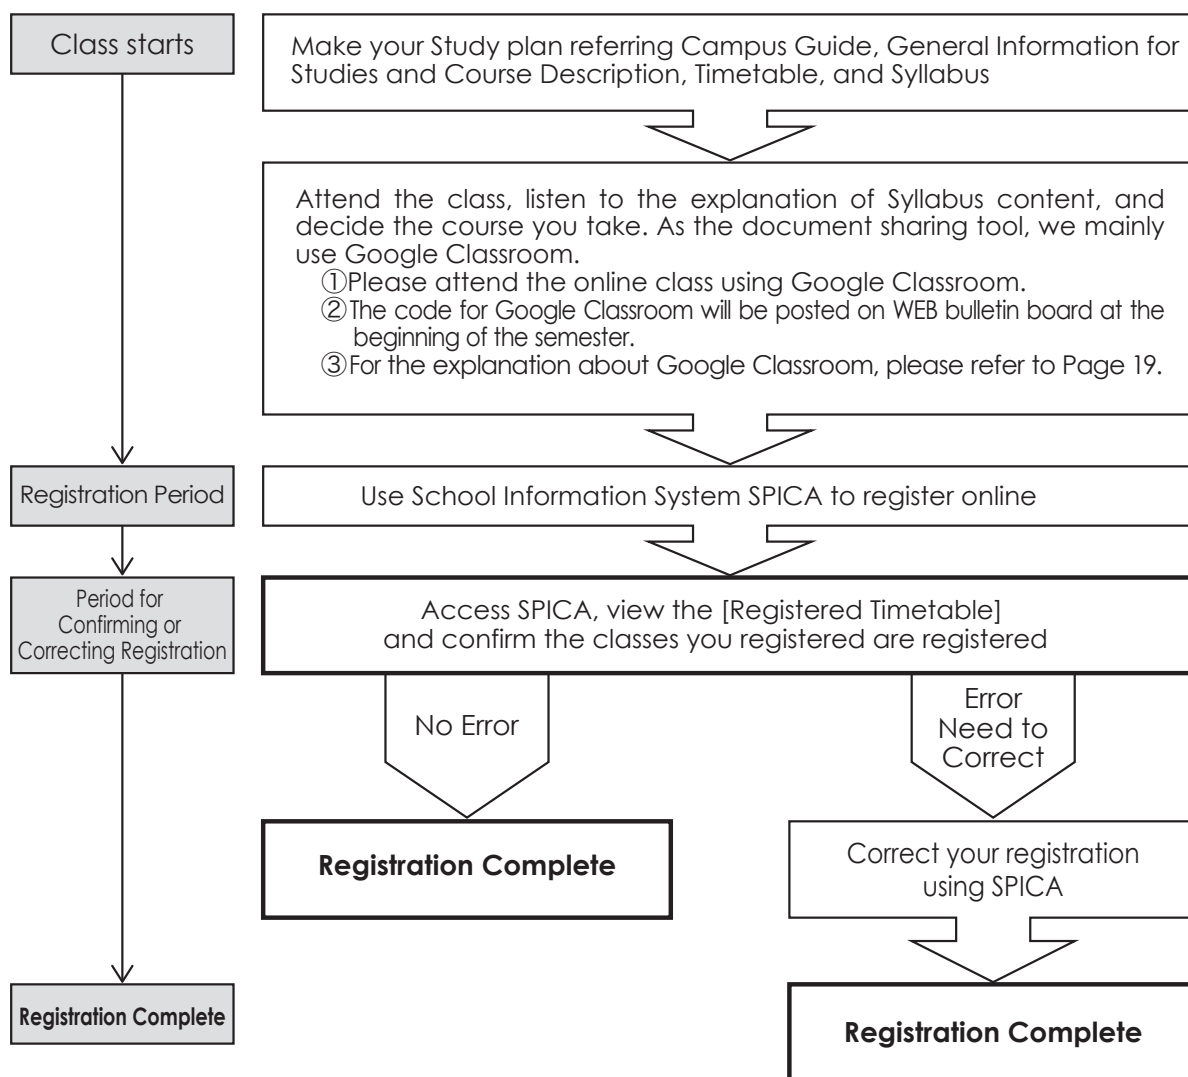 Class starts
Make your Study plan referring Campus Guide, General Information for
Studies and Course Description, Timetable, and Syllabus
Attend the class, listen to the explanation of Syllabus content, and
decide the course you take. As the document sharing tool, we mainly
use Google Classroom.
①Please attend the online class using Google Classroom.
②The code for Google Classroom will be posted on WEB bulletin board at the
beginning of the semester.
③For the explanation about Google Classroom, please refer to Page 19.
Registration Period
Use School Information System SPICA to register online
Period for
Confirming or
Correcting Registration
Access SPICA, view the [Registered Timetable]
and confirm the classes you registered are registered
No Error
Error
Need to
Correct
Registration Complete
Correct your registration
using SPICA
Registration Complete
Registration Complete